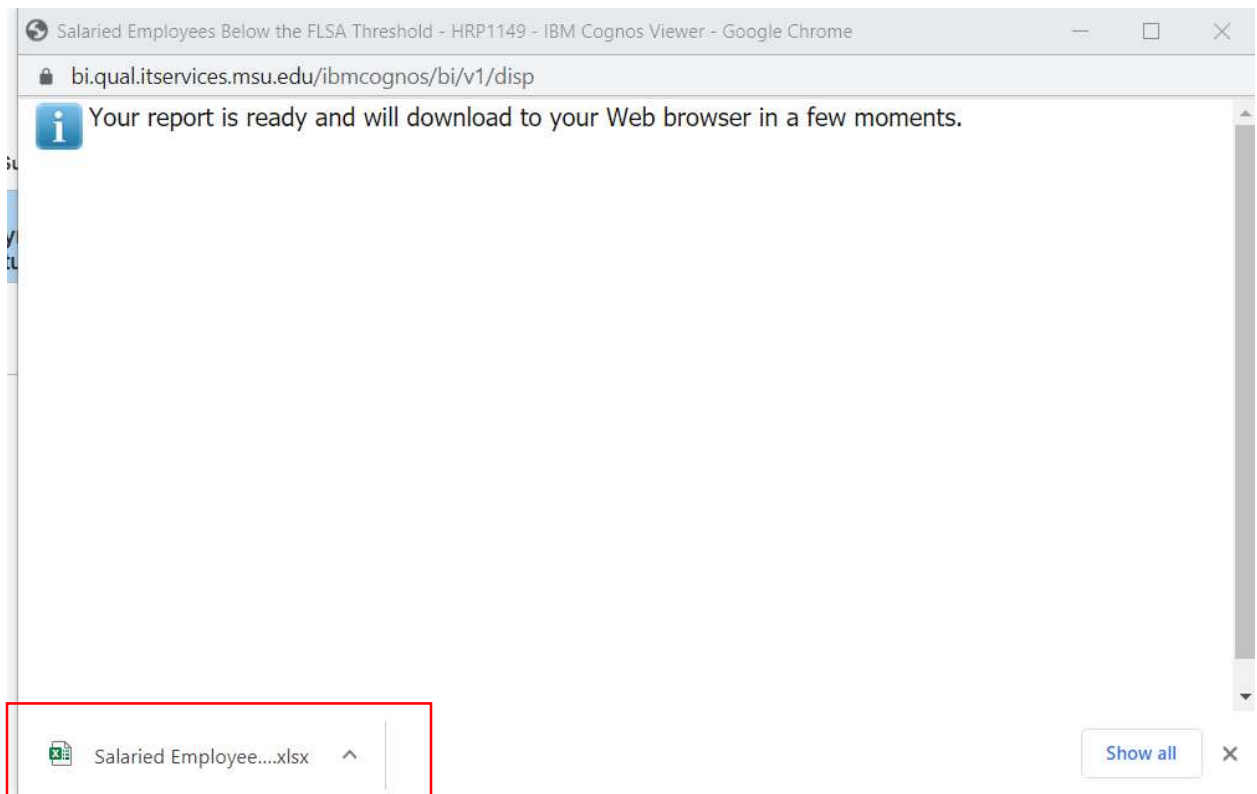 Salaried Employees Below the FLSA Threshold - HRP1149 - IBM Cognos Viewer - Google Chrome
bi.qual.itservices.msu.edu/ibmcognos/bi/v1/disp
Your report is ready and will download to your Web browser in a few moments.
Salaried Employee....xlsx
Show all